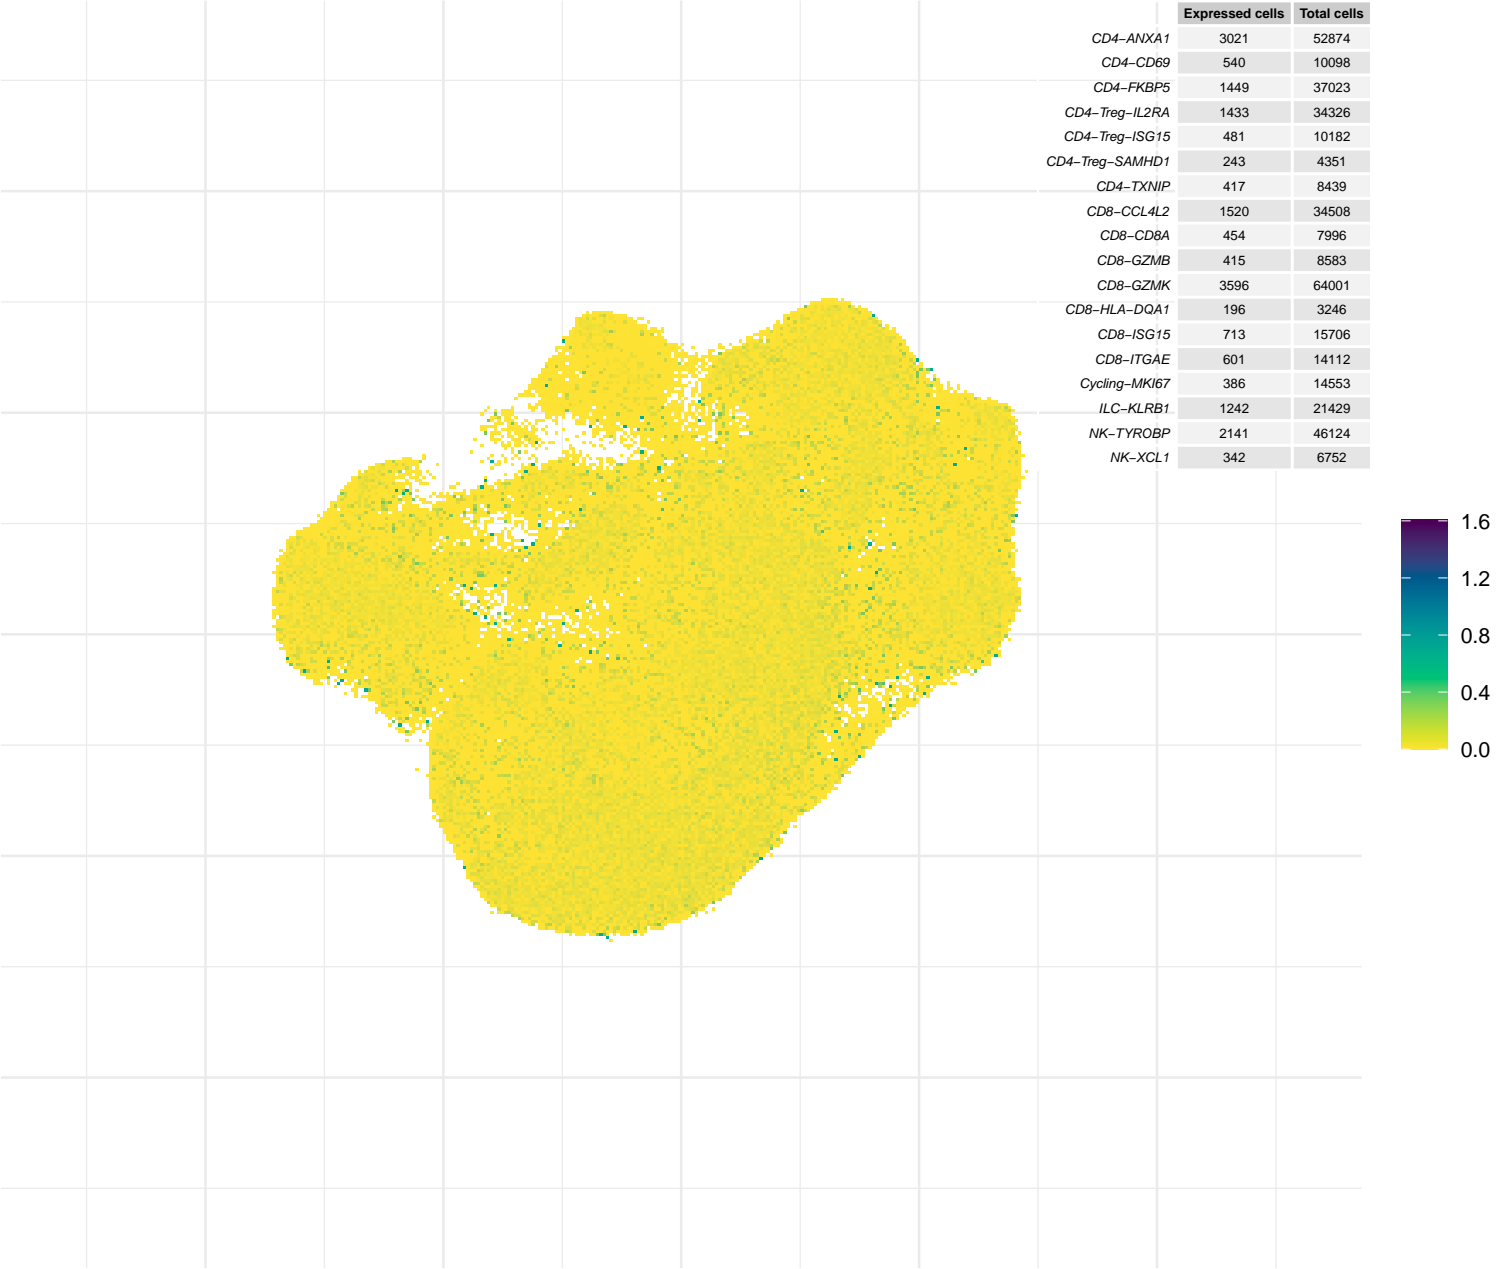 Expressed cells Total cells
CD4−ANXA1 3021 52874
CD4−CD69 540 10098
CD4−FKBP5 1449 37023
CD4−Treg−IL2RA 1433 34326
CD4−Treg−ISG15 481 10182
CD4−Treg−SAMHD1 243 4351
CD4−TXNIP 417 8439
CD8−CCL4L2 1520 34508
CD8−CD8A 454 7996
CD8−GZMB 415 8583
CD8−GZMK 3596 64001
CD8−HLA−DQA1 196 3246
CD8−ISG15 713 15706
CD8−ITGAE 601 14112
Cycling−MKI67 386 14553
ILC−KLRB1 1242 21429
NK−TYROBP 2141 46124
NK−XCL1 342 6752
1.6
1.2
0.8
0.4
0.0